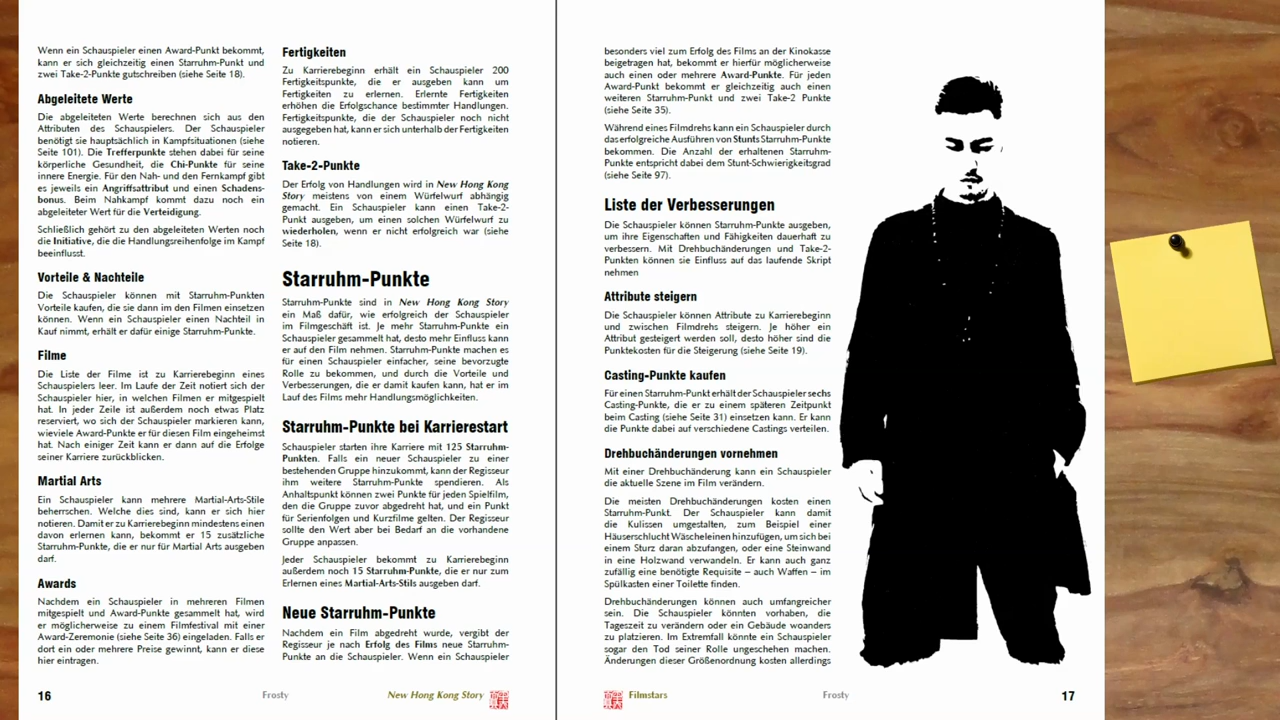 Wenn ein Schauspieler einen Award-Punkt bekommt,
kann er sich gleichzeitig einen Starruhm-Punkt und
zwei Take-2-Punkte gutschreiben (siehe Seite 18).
Abgeleitete Werte
Die abgeleiteten Werte berechnen sich aus den
Attributen des Schauspielers. Der Schauspieler
benötigt sie hauptsächlich in Kampfsituationen (siehe
Seite 101). Die Trefferpunkte stehen dabei für seine
körperliche Gesundheit, die Chi-Punkte für seine
innere Energie. Für den Nah- und den Fernkampf gibt
es jeweils ein Angriffsattribut und einen Schadens-
bonus. Beim Nahkampf kommt dazu noch ein
abgeleiteter Wert für die Verteidigung.
Schließlich gehört zu den abgeleiteten Werten noch
die Initiative, die die Handlungsreihenfolge im Kampf
beeinflusst.
Vorteile & Nachteile
Die Schauspieler können mit Starruhm-Punkten
Vorteile kaufen, die sie dann im den Filmen einsetzen
können. Wenn ein Schauspieler einen Nachteil in
Kauf nimmt, erhält er dafür einige Starruhm-Punkte.
Filme
Die Liste der Filme ist zu Karrierebeginn eines
Schauspielers leer. Im Laufe der Zeit notiert sich der
Schauspieler hier, in welchen Filmen er mitgespielt
hat. In jeder Zeile ist außerdem noch etwas Platz
reserviert, wo sich der Schauspieler markieren kann,
wieviele Award-Punkte er für diesen Film eingeheimst
hat. Nach einiger Zeit kann er dann auf die Erfolge
seiner Karriere zurückblicken.
Martial Arts
Ein Schauspieler kann mehrere Martial-Arts-Stile
beherrschen. Welche dies sind, kann er sich hier
notieren. Damit er zu Karrierebeginn mindestens einen
davon erlernen kann, bekommt er 15 zusätzliche
Starruhm-Punkte, die er nur für Martial Arts ausgeben
darf.
Awards
Nachdem ein Schauspieler in mehreren Filmen
mitgespielt und Award-Punkte gesammelt hat, wird
er möglicherweise zu einem Filmfestival mit einer
Award-Zeremonie (siehe Seite 36) eingeladen. Falls er
dort ein oder mehrere Preise gewinnt, kann er diese
hier eintragen.
Fertigkeiten
Zu Karrierebeginn erhält ein Schauspieler 200
Fertigkeitspunkte, die er ausgeben kann um
Fertigkeiten zu erlernen. Erlernte Fertigkeiten
erhöhen die Erfolgschance bestimmter Handlungen.
Fertigkeitspunkte, die der Schauspieler noch nicht
ausgegeben hat, kann er sich unterhalb der Fertigkeiten
notieren.
Take-2-Punkte
Der Erfolg von Handlungen wird in New Hong Kong
Story meistens von einem Würfelwurf abhängig
gemacht. Ein Schauspieler kann einen Take-2-
Punkt ausgeben, um einen solchen Würfelwurf zu
wiederholen, wenn er nicht erfolgreich war (siehe
Seite 18).
Starruhm-Punkte
Starruhm-Punkte sind in New Hong Kong Story
ein Maß dafür, wie erfolgreich der Schauspieler
im Filmgeschäft ist. Je mehr Starruhm-Punkte ein
Schauspieler gesammelt hat, desto mehr Einfluss kann
er auf den Film nehmen. Starruhm-Punkte machen es
für einen Schauspieler einfacher, seine bevorzugte
Rolle zu bekommen, und durch die Vorteile und
Verbesserungen, die er damit kaufen kann, hat er im
Lauf des Films mehr Handlungsmöglichkeiten.
Starruhm-Punkte bei Karrierestart
Schauspieler starten ihre Karriere mit 125 Starruhm-
Punkten. Falls ein neuer Schauspieler zu einer
bestehenden Gruppe hinzukommt, kann der Regisseur
ihm weitere Starruhm-Punkte spendieren. Als
Anhaltspunkt können zwei Punkte für jeden Spielfilm,
den die Gruppe zuvor abgedreht hat, und ein Punkt
für Serienfolgen und Kurzfilme gelten. Der Regisseur
sollte den Wert aber bei Bedarf an die vorhandene
Gruppe anpassen.
Jeder Schauspieler bekommt zu Karrierebeginn
außerdem noch 15 Starruhm-Punkte, die er nur zum
Erlernen eines Martial-Arts-Stils ausgeben darf.
Neue Starruhm-Punkte
Nachdem ein Film abgedreht wurde, vergibt der
Regisseur je nach Erfolg des Films neue Starruhm-
Punkte an die Schauspieler. Wenn ein Schauspieler
16
Frosty
New Hong Kong Story
besonders viel zum Erfolg des Films an der Kinokasse
beigetragen hat, bekommt er hierfür möglicherweise
auch einen oder mehrere Award-Punkte. Für jeden
Award-Punkt bekommt er gleichzeitig auch einen
weiteren Starruhm-Punkt und zwei Take-2 Punkte
(siehe Seite 35).
Während eines Filmdrehs kann ein Schauspieler durch
das erfolgreiche Ausführen von Stunts Starruhm-Punkte
bekommen. Die Anzahl der erhaltenen Starruhm-
Punkte entspricht dabei dem Stunt-Schwierigkeitsgrad
(siehe Seite 97).
Liste der Verbesserungen
Die Schauspieler können Starruhm-Punkte ausgeben,
um ihre Eigenschaften und Fähigkeiten dauerhaft zu
verbessern. Mit Drehbuchänderungen und Take-2-
Punkten können sie Einfluss auf das laufende Skript
nehmen
Attribute steigern
Die Schauspieler können Attribute zu Karrierebeginn
und zwischen Filmdrehs steigern. Je höher ein
Attribut gesteigert werden soll, desto höher sind die
Punktekosten für die Steigerung (siehe Seite 19).
Casting-Punkte kaufen
Für einen Starruhm-Punkt erhält der Schauspieler sechs
Casting-Punkte, die er zu einem späteren Zeitpunkt
beim Casting (siehe Seite 31) einsetzen kann. Er kann
die Punkte dabei auf verschiedene Castings verteilen.
Drehbuchänderungen vornehmen
Mit einer Drehbuchänderung kann ein Schauspieler
die aktuelle Szene im Film verändern.
Die meisten Drehbuchänderungen kosten einen
Starruhm-Punkt. Der Schauspieler kann damit
die Kulissen umgestalten, zum Beispiel einer
Häuserschlucht Wäscheleinen hinzufügen, um sich bei
einem Sturz daran abzufangen, oder eine Steinwand
in eine Holzwand verwandeln. Er kann auch ganz
zufällig eine benötigte Requisite – auch Waffen – im
Spülkasten einer Toilette finden.
Drehbuchänderungen können auch umfangreicher
sein. Die Schauspieler könnten vorhaben, die
Tageszeit zu verändern oder ein Gebäude woanders
zu platzieren. Im Extremfall könnte ein Schauspieler
sogar den Tod seiner Rolle ungeschehen machen.
Änderungen dieser Größenordnung kosten allerdings
Filmstars
Frosty
17